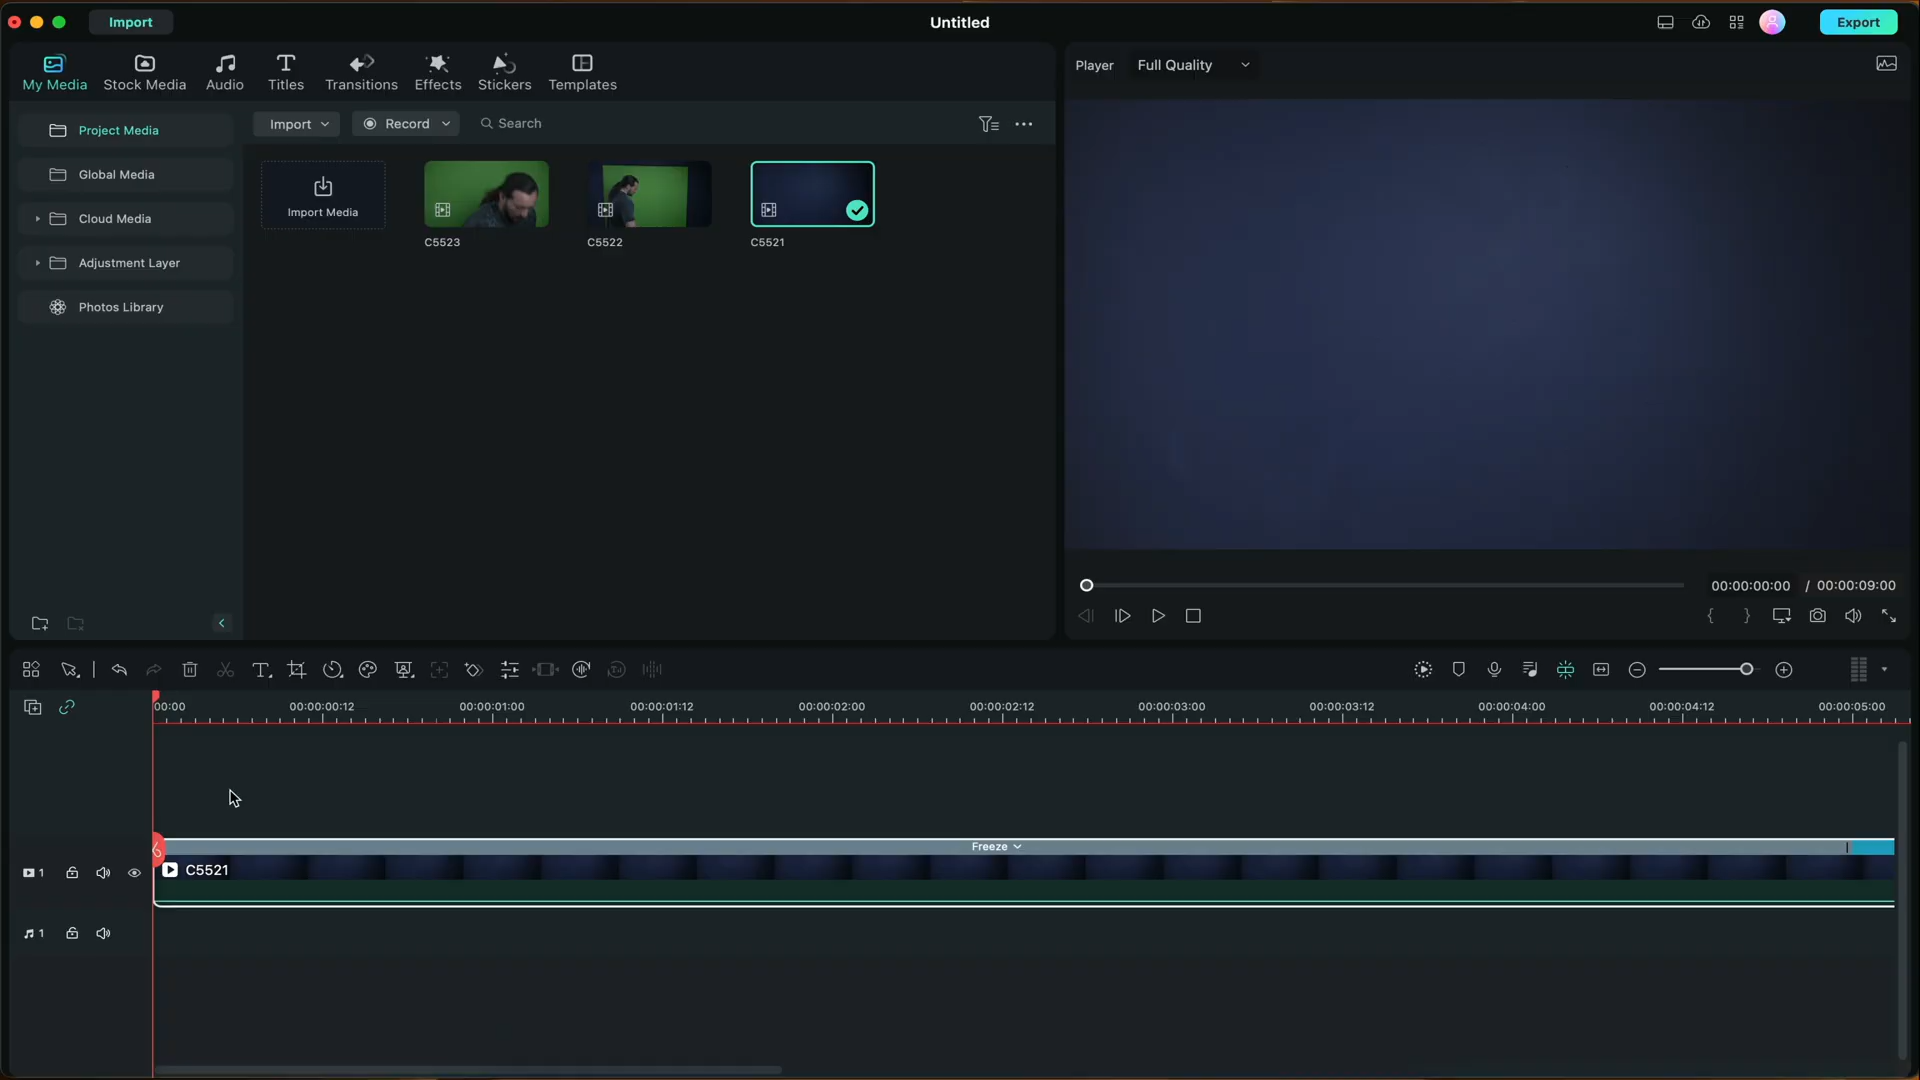 Import
Untitled
Export
My Media
Stock Media
Audio
Titles
Transitions
Effects
Stickers
Templates
Player
Full Quality
Project Media
Global Media
Cloud Media
Adjustment Layer
Photos Library
Import
Record
Search
Import Media
C5523
C5522
C5521
00:00:00:00 / 00:00:09:00
00:00 00:00:00:12 00:00:01:00 00:00:01:12 00:00:02:00 00:00:02:12 00:00:03:00 00:00:03:12 00:00:04:00 00:00:04:12 00:00:05:00
Freeze
C5521
1
1